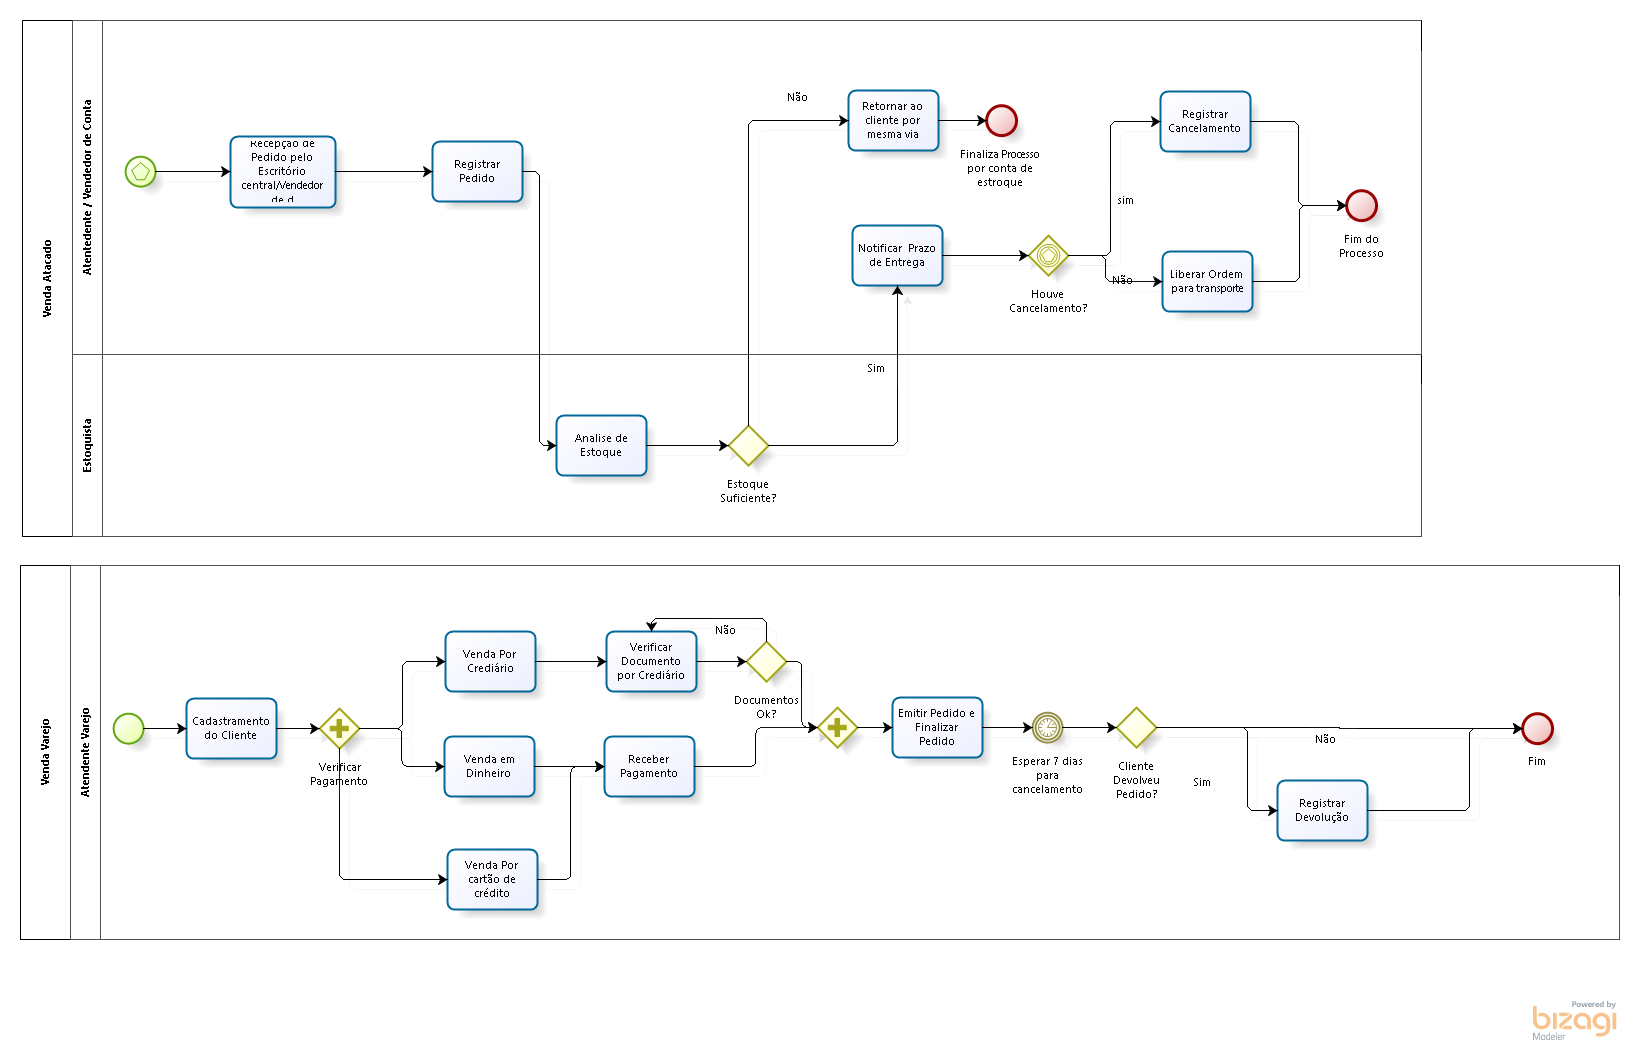 Venda Atacado
Atentedente / Vendedor de Conta
Recepção de
Pedido pelo
Escritório
central/Vendedor
de d
Registrar
Pedido
Não
Retornar ao
cliente por
mesma via
Finaliza Processo
por conta de
estroque
Notificar Prazo
de Entrega
Houve
Cancelamento?
sim
Registrar
Cancelamento
Não
Liberar Ordem
para transporte
Fim do
Processo
Estoquista
Analise de
Estoque
Estoque
Suficiente?
Sim
Venda Varejo
Atendente Varejo
Cadastramento
do Cliente
Verificar
Pagamento
Venda Por
Crediário
Verificar
Documento
por Crediário
Não
Documentos
Ok?
Venda em
Dinheiro
Receber
Pagamento
Venda Por
cartão de
crédito
Emitir Pedido e
Finalizar
Pedido
Esperar 7 dias
para
cancelamento
Cliente
Devolveu
Pedido?
Sim
Não
Registrar
Devolução
Fim
Powered by
bizagi
Modeler